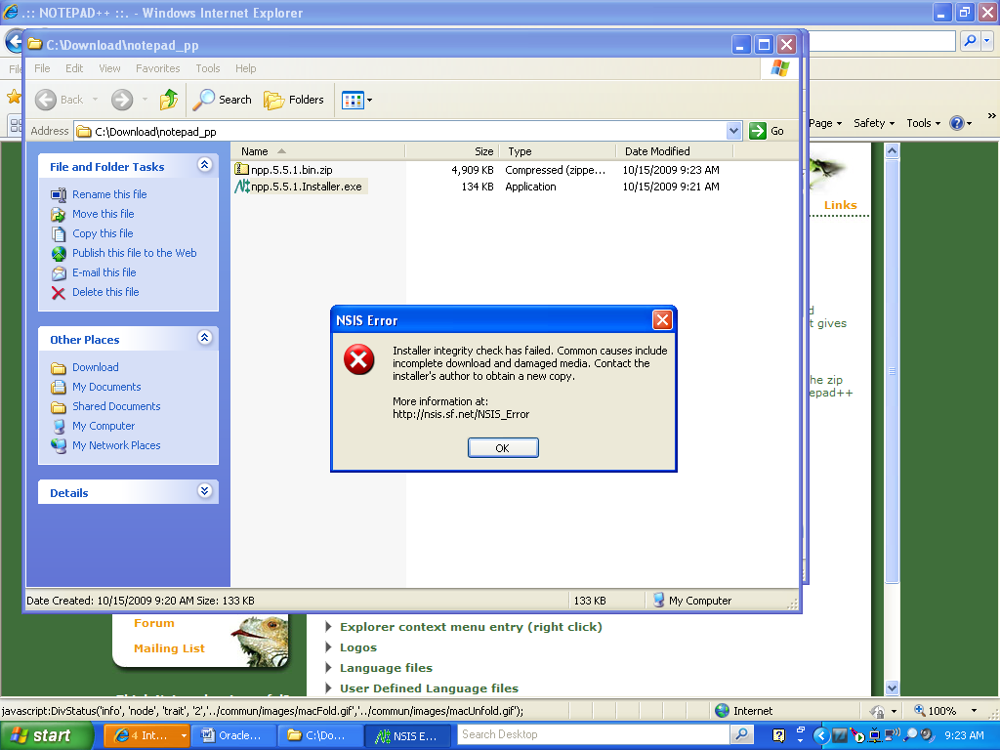 .:: NOTEPAD++ ::. - Windows Internet Explorer
C:\Download\notepad_pp
File Edit View Favorites Tools Help
Back Search Folders
Address C:\Download\notepad_pp Go
Page Safety Tools
Name Size Type Date Modified
npp.5.5.1.bin.zip 4,909 KB Compressed (zippe... 10/15/2009 9:23 AM
npp.5.5.1.Installer.exe 134 KB Application 10/15/2009 9:21 AM
File and Folder Tasks
Rename this file
Move this file
Copy this file
Publish this file to the Web
E-mail this file
Delete this file
Other Places
Download
My Documents
Shared Documents
My Computer
My Network Places
Details
Links
t gives
he zip
epad++
NSIS Error
Installer integrity check has failed. Common causes include
incomplete download and damaged media. Contact the
installer's author to obtain a new copy.
More information at:
http://nsis.sf.net/NSIS_Error
OK
Date Created: 10/15/2009 9:20 AM Size: 133 KB 133 KB My Computer
Forum
Mailing List
Explorer context menu entry (right click)
Logos
Language files
User Defined Language files
javascript:DivStatus('info', 'node', 'trait', '2','../commun/images/macFold.gif','../commun/images/macUnfold.gif'); Internet 100%
start 4 Int... Oracle... C:\Do... NSIS E... Search Desktop 9:23 AM